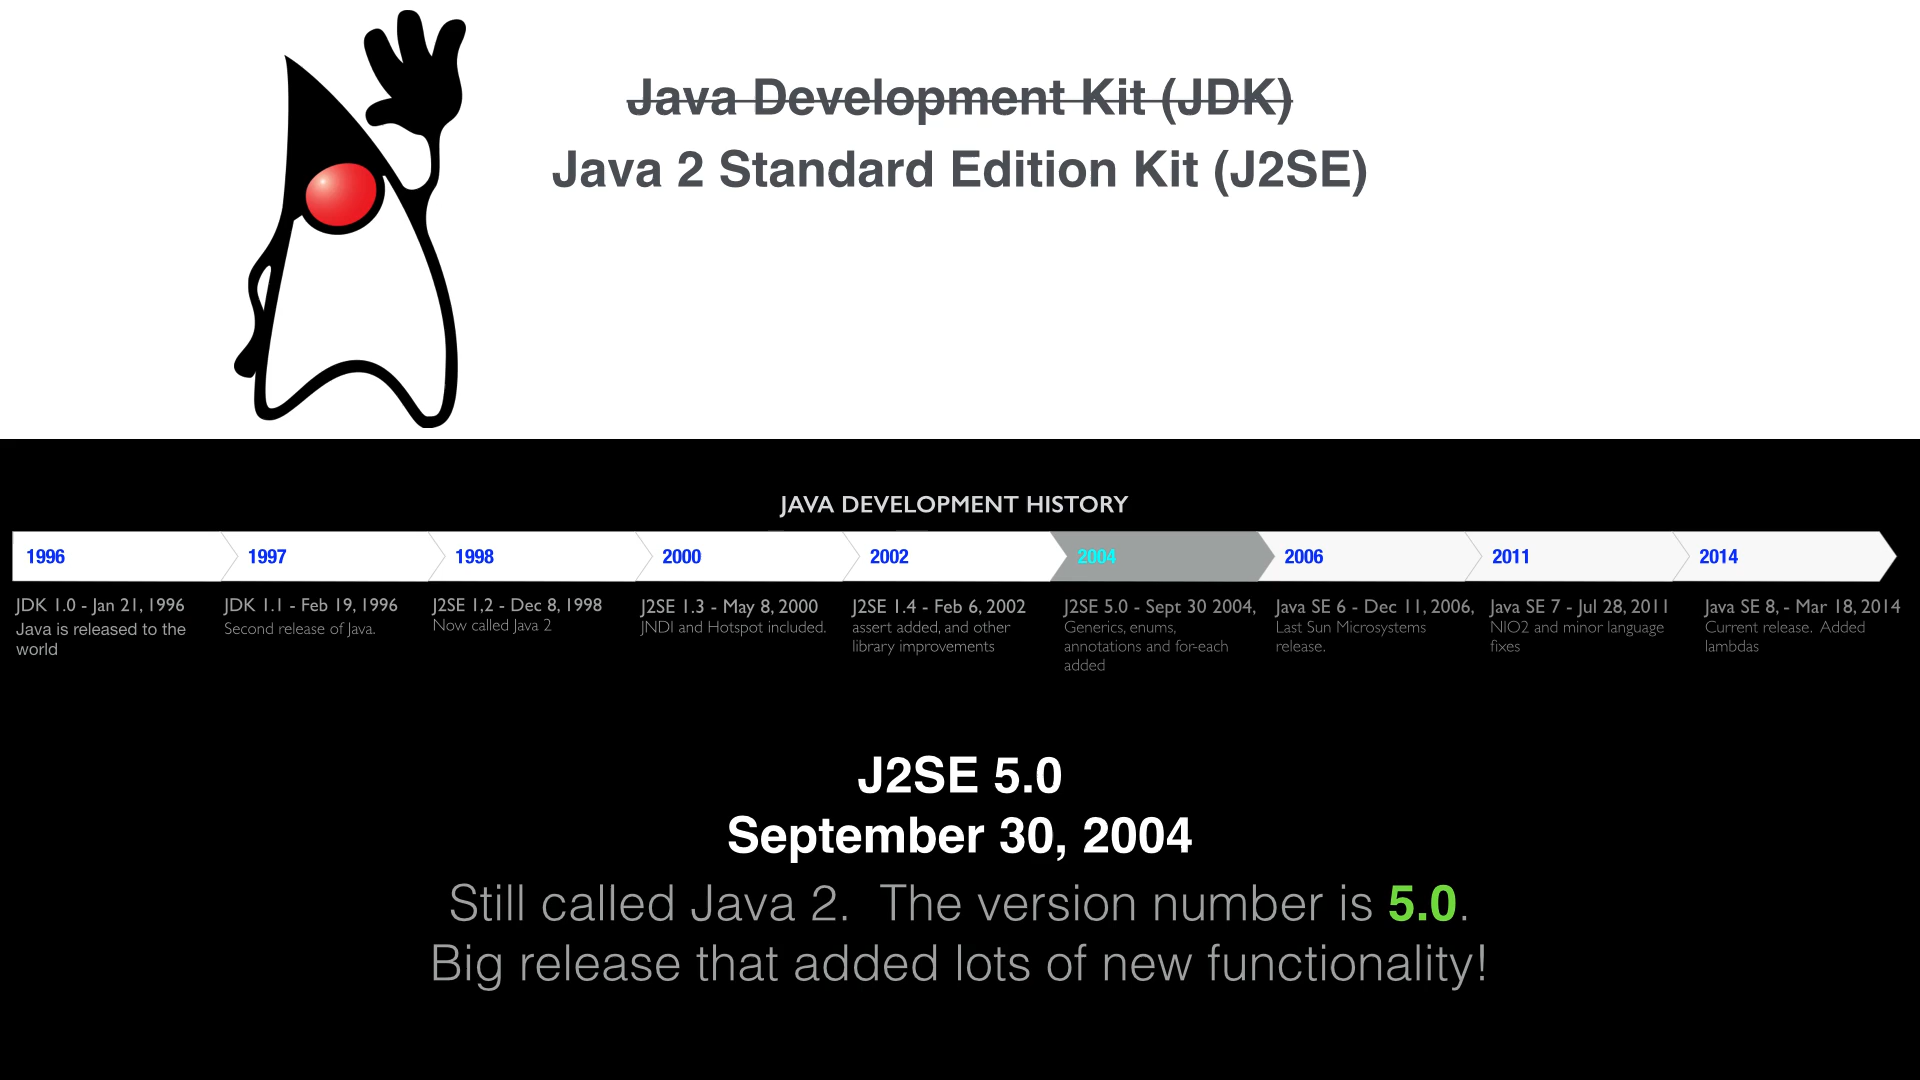 Java Development Kit (JDK)
Java 2 Standard Edition Kit (J2SE)
JAVA DEVELOPMENT HISTORY
1996
1997
1998
2000
2002
2004
2006
2011
2014
JDK 1.0 - Jan 21, 1996
Java is released to the
world
JDK 1.1 - Feb 19, 1996
Second release of Java.
J2SE 1,2 - Dec 8, 1998
Now called Java 2
J2SE 1.3 - May 8, 2000
JNDI and Hotspot included.
J2SE 1.4 - Feb 6, 2002
assert added, and other
library improvements
J2SE 5.0 - Sept 30 2004,
Generics, enums,
annotations and for-each
added
Java SE 6 - Dec 11, 2006,
Last Sun Microsystems
release.
Java SE 7 - Jul 28, 2011
NIO2 and minor language
fixes
Java SE 8, - Mar 18, 2014
Current release.  Added
lambdas
J2SE 5.0
September 30, 2004
Still called Java 2.  The version number is 5.0.
Big release that added lots of new functionality!